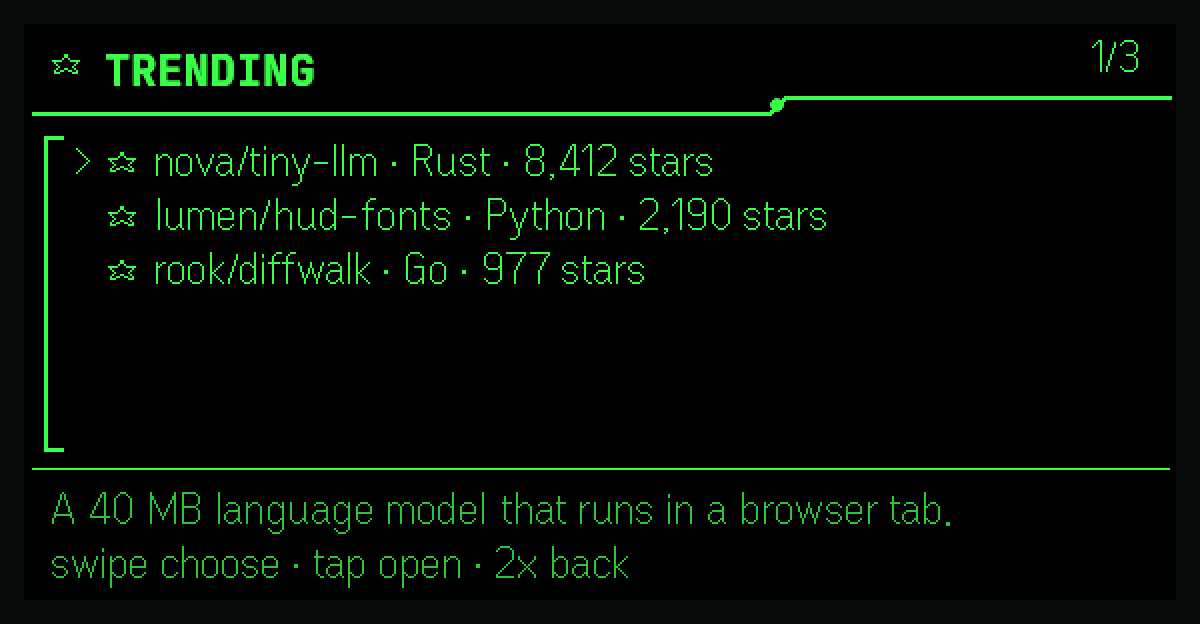 ☆ TRENDING
1/3
> ☆ nova/tiny-llm · Rust · 8,412 stars
☆ lumen/hud-fonts · Python · 2,190 stars
☆ rook/diffwalk · Go · 977 stars
A 40 MB language model that runs in a browser tab.
swipe choose · tap open · 2x back